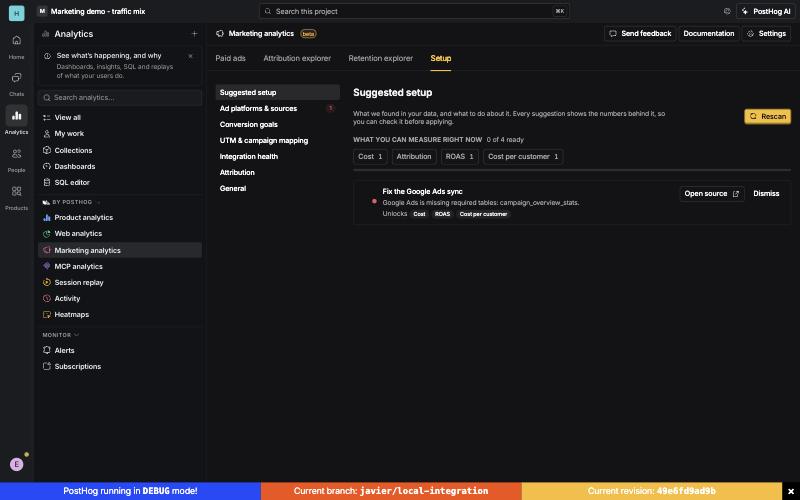 H
M Marketing demo - traffic mix
Search this project
⌘K
PostHog AI
Home
Chats
Analytics
People
Products
E
Analytics
See what's happening, and why
Dashboards, insights, SQL and replays
of what your users do.
Search analytics...
View all
My work
Collections
Dashboards
SQL editor
BY POSTHOG
Product analytics
Web analytics
Marketing analytics
MCP analytics
Session replay
Activity
Heatmaps
MONITOR
Alerts
Subscriptions
Marketing analytics beta
Send feedback
Documentation
Settings
Paid ads
Attribution explorer
Retention explorer
Setup
Suggested setup
Ad platforms & sources 1
Conversion goals
UTM & campaign mapping
Integration health
Attribution
General
Suggested setup
What we found in your data, and what to do about it. Every suggestion shows the numbers behind it, so
you can check it before applying.
Rescan
WHAT YOU CAN MEASURE RIGHT NOW 0 of 4 ready
Cost 1
Attribution
ROAS 1
Cost per customer 1
Fix the Google Ads sync
Google Ads is missing required tables: campaign_overview_stats.
Unlocks Cost ROAS Cost per customer
Open source
Dismiss
PostHog running in DEBUG mode!
Current branch: javier/local-integration
Current revision: 49e6fd9ad9b